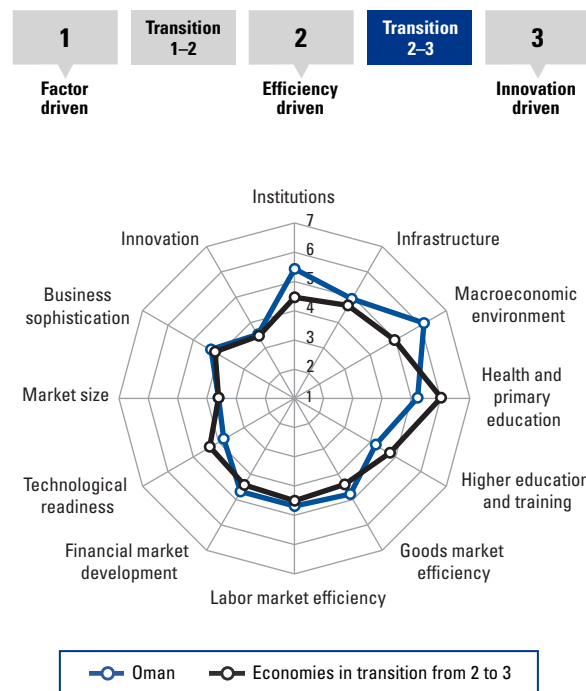 1
Transition
1–2
2
Transition
2–3
3
Factor
driven
Efficiency
driven
Innovation
driven
Institutions
7
6
5
4
3
2
1
Infrastructure
Macroeconomic
environment
Health and
primary
education
Higher education
and training
Goods market
efficiency
Labor market efficiency
Financial market
development
Technological
readiness
Market size
Business
sophistication
Innovation
Oman
Economies in transition from 2 to 3